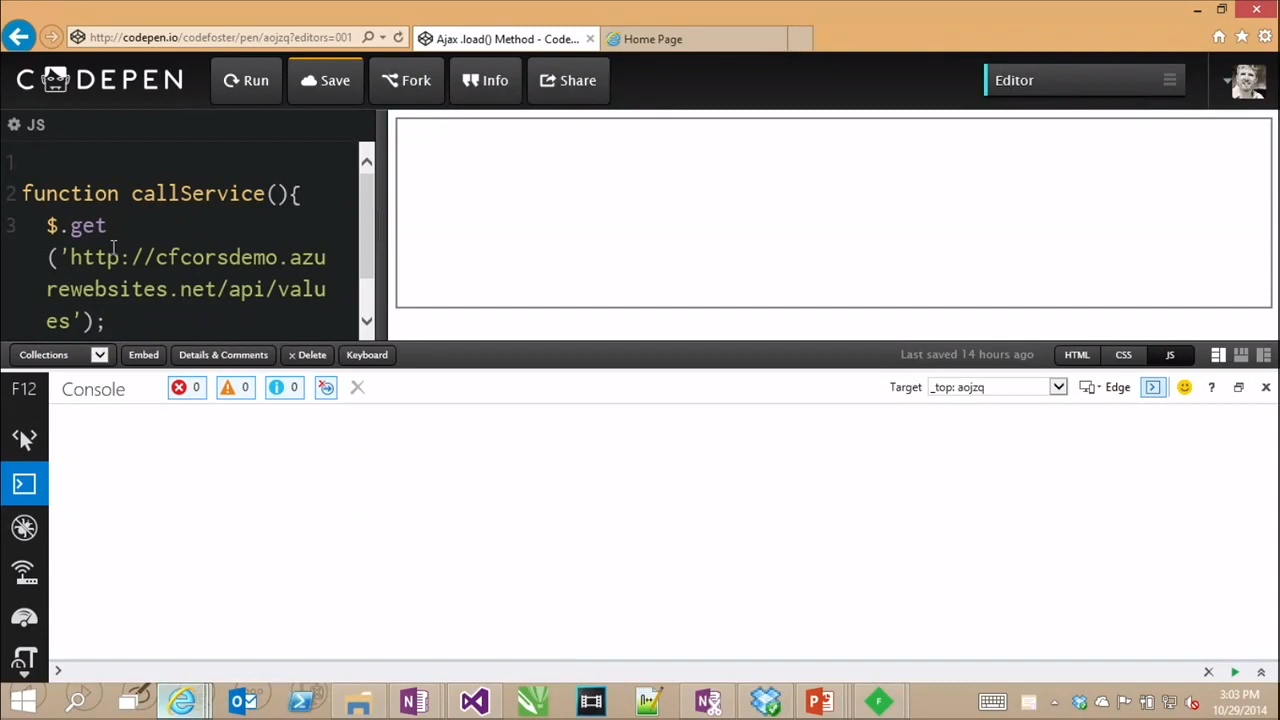 http://codepen.io/codefoster/pen/aojzq?editors=001
Ajax .load() Method - Code...
Home Page
CODEPEN
Run
Save
Fork
Info
Share
Editor
JS
1
2 function callService(){
3 $.get
('http://cfcorsdemo.azu
rewebsites.net/api/valu
es');
Collections
Embed
Details & Comments
x Delete
Keyboard
Last saved 14 hours ago
HTML
CSS
JS
F12
Console
0
0
0
Target
_top: aojzq
Edge
?
3:03 PM
10/29/2014